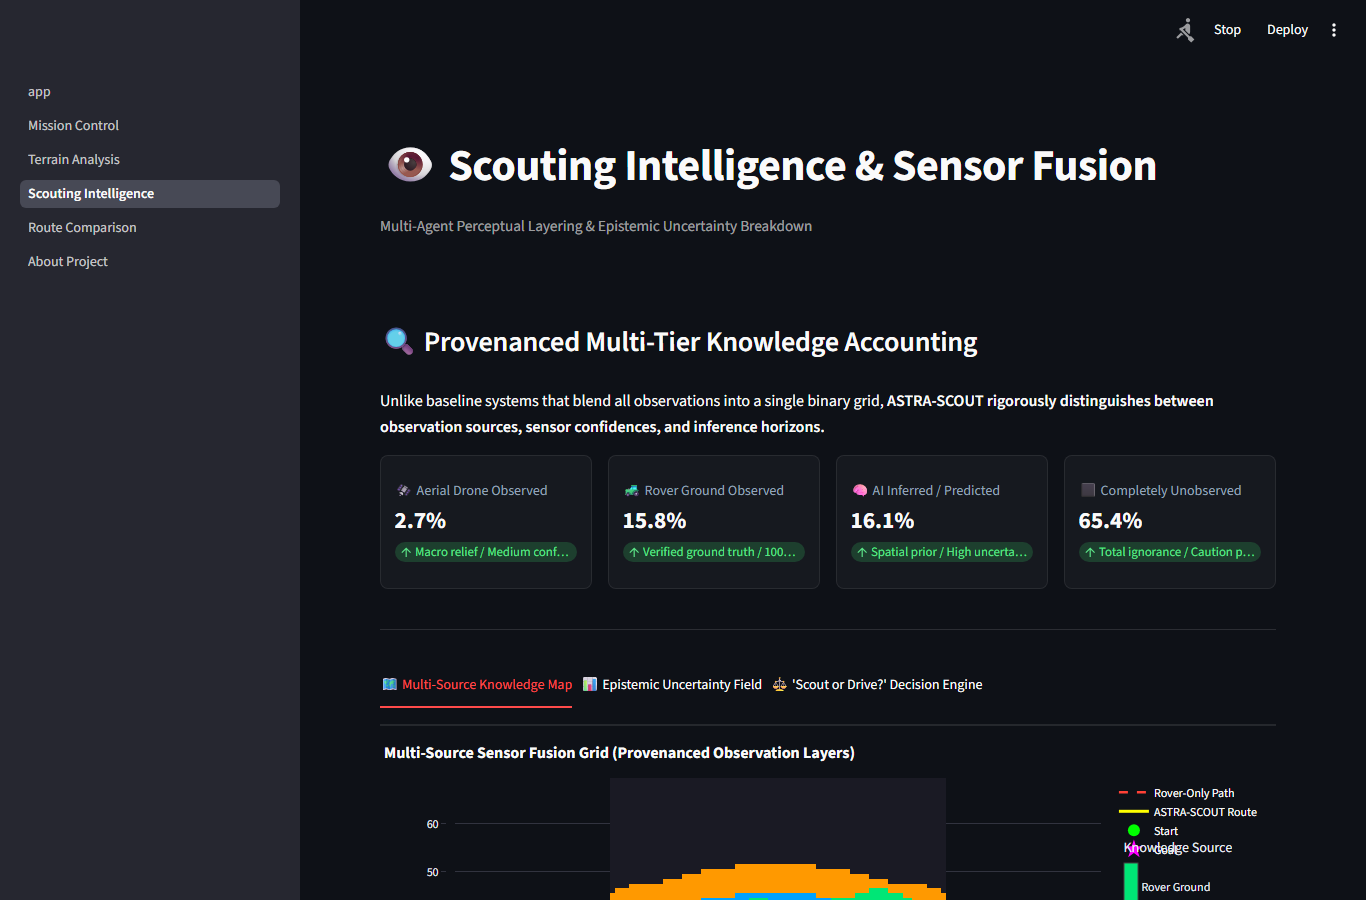 Stop
Deploy
app
Mission Control
Terrain Analysis
Scouting Intelligence
Route Comparison
About Project
Scouting Intelligence & Sensor Fusion
Multi-Agent Perceptual Layering & Epistemic Uncertainty Breakdown
Provenanced Multi-Tier Knowledge Accounting
Unlike baseline systems that blend all observations into a single binary grid, ASTRA-SCOUT rigorously distinguishes between
observation sources, sensor confidences, and inference horizons.
Aerial Drone Observed
2.7%
↑ Macro relief / Medium conf...
Rover Ground Observed
15.8%
↑ Verified ground truth / 100...
AI Inferred / Predicted
16.1%
↑ Spatial prior / High uncerta...
Completely Unobserved
65.4%
↑ Total ignorance / Caution p...
Multi-Source Knowledge Map
Epistemic Uncertainty Field
'Scout or Drive?' Decision Engine
Multi-Source Sensor Fusion Grid (Provenanced Observation Layers)
60
50
Rover-Only Path
ASTRA-SCOUT Route
Start
Goal
Knowledge Source
Rover Ground